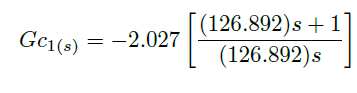 Gc₁₍ₛ₎ = −2.027 [ (126.892)s + 1 / (126.892)s ]